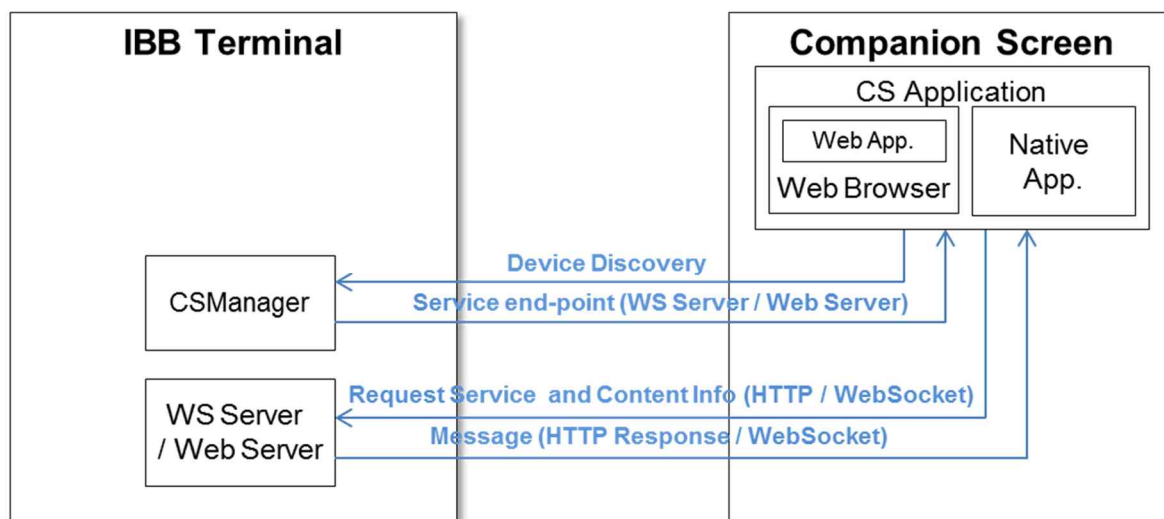 IBB Terminal
Companion Screen
CS Application
Web App.
Web Browser
Native
App.
CSManager
Device Discovery
Service end-point (WS Server / Web Server)
WS Server
/ Web Server
Request Service and Content Info (HTTP / WebSocket)
Message (HTTP Response / WebSocket)